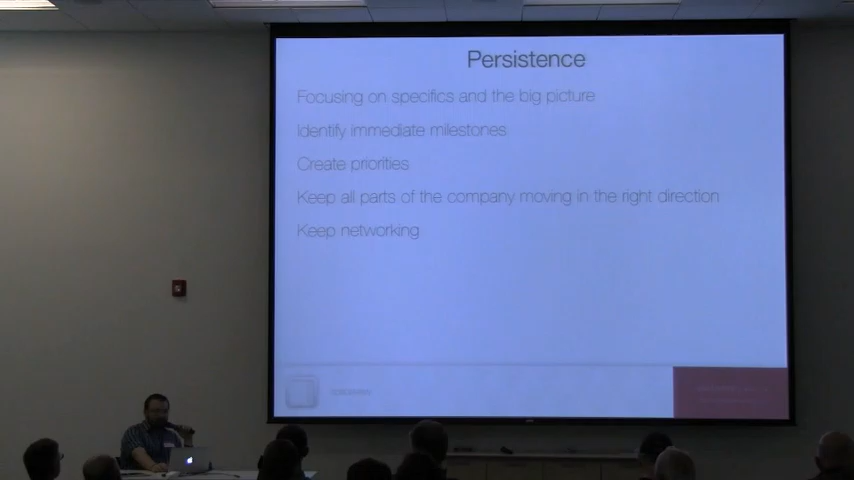 Persistence
Focusing on specifics and the big picture
Identify immediate milestones
Create priorities
Keep all parts of the company moving in the right direction
Keep networking